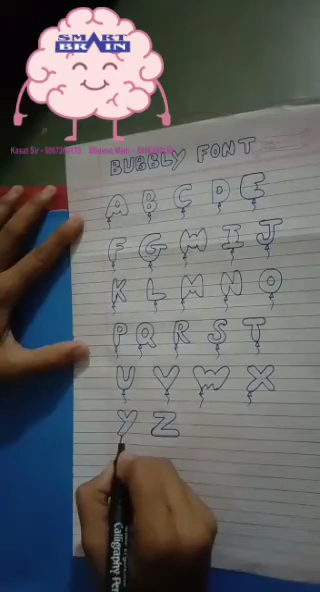 SMART
BRAIN
BUBBLY FONT
A B C D E
F G M I J
K L M N O
P Q R S T
U V W X
Y Z
Calligraphy Pen